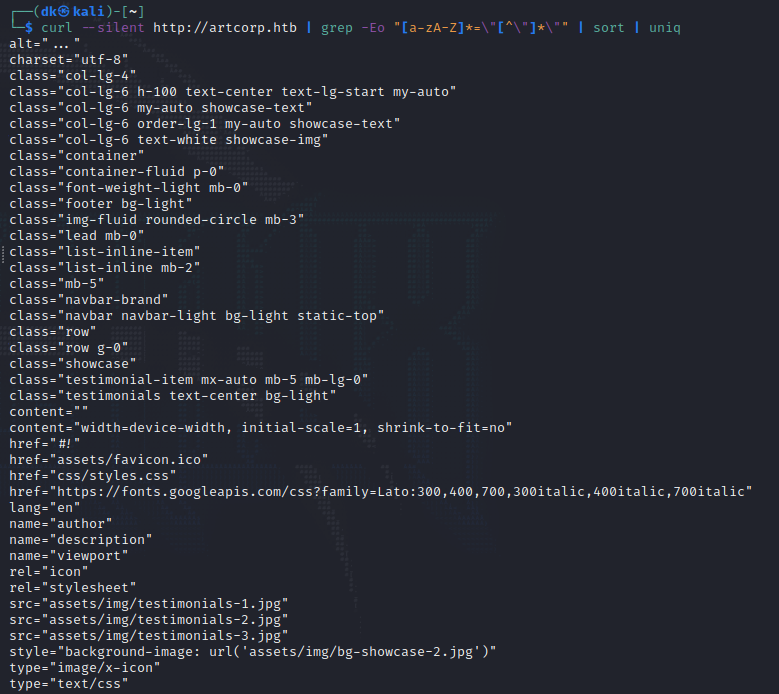 ┌──(dk㉿kali)-[~]
└─$ curl --silent http://artcorp.htb | grep -Eo "[a-zA-Z]*=\"[^\"]*\"" | sort | uniq
alt="..."
charset="utf-8"
class="col-lg-4"
class="col-lg-6 h-100 text-center text-lg-start my-auto"
class="col-lg-6 my-auto showcase-text"
class="col-lg-6 order-lg-1 my-auto showcase-text"
class="col-lg-6 text-white showcase-img"
class="container"
class="container-fluid p-0"
class="font-weight-light mb-0"
class="footer bg-light"
class="img-fluid rounded-circle mb-3"
class="lead mb-0"
class="list-inline-item"
class="list-inline mb-2"
class="mb-5"
class="navbar-brand"
class="navbar navbar-light bg-light static-top"
class="row"
class="row g-0"
class="showcase"
class="testimonial-item mx-auto mb-5 mb-lg-0"
class="testimonials text-center bg-light"
content=""
content="width=device-width, initial-scale=1, shrink-to-fit=no"
href="#!"
href="assets/favicon.ico"
href="css/styles.css"
href="https://fonts.googleapis.com/css?family=Lato:300,400,700,300italic,400italic,700italic"
lang="en"
name="author"
name="description"
name="viewport"
rel="icon"
rel="stylesheet"
src="assets/img/testimonials-1.jpg"
src="assets/img/testimonials-2.jpg"
src="assets/img/testimonials-3.jpg"
style="background-image: url('assets/img/bg-showcase-2.jpg')"
type="image/x-icon"
type="text/css"